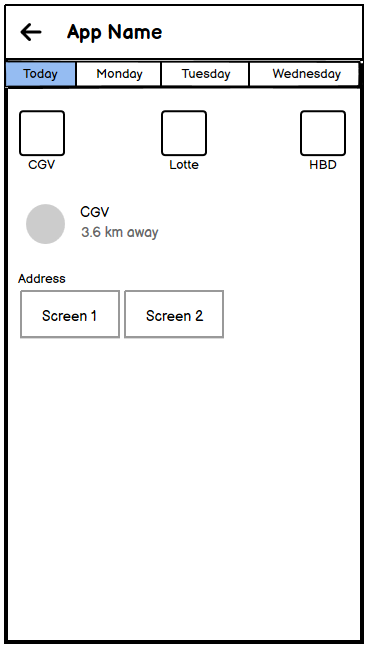 App Name
Today Monday Tuesday Wednesday
CGV Lotte HBD
CGV
3.6 km away
Address
Screen 1 Screen 2